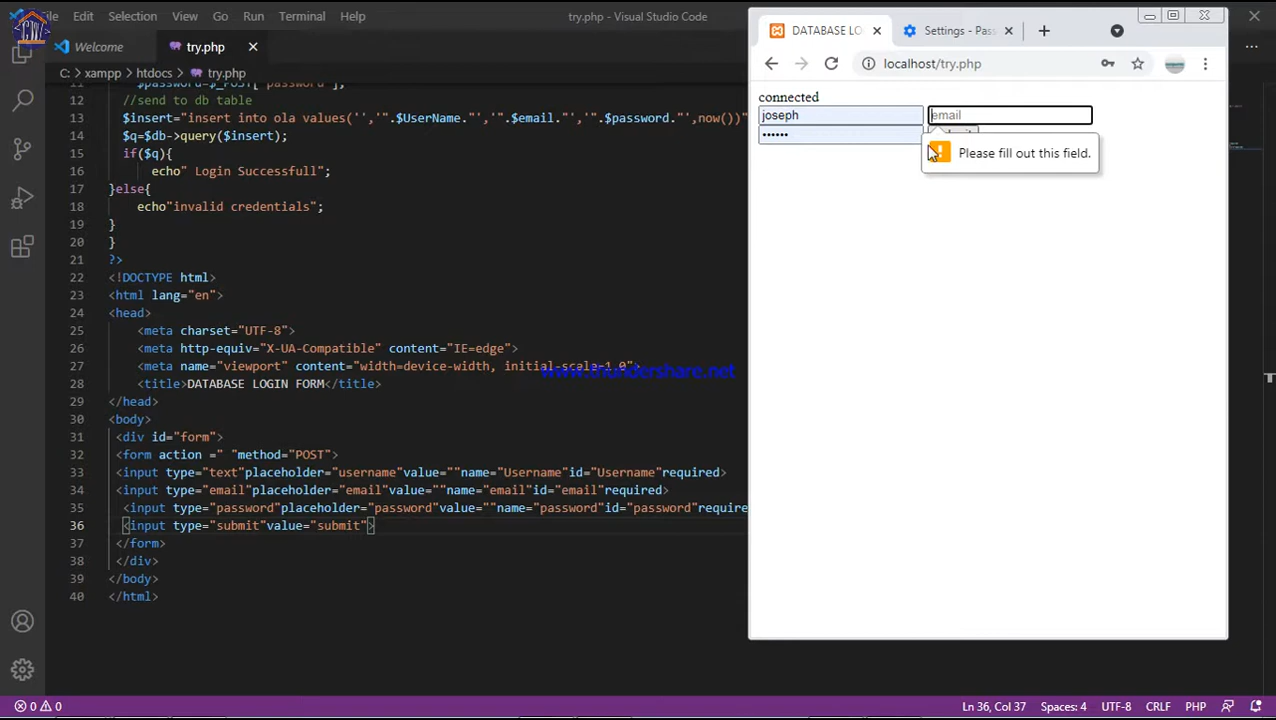 File Edit Selection View Go Run Terminal Help
try.php - Visual Studio Code
Welcome
try.php
C: > xampp > htdocs > try.php
12 //send to db table
13 $insert="insert into ola values('','".$UserName."','".$email."','".$password."',now())"
14 $q=$db->query($insert);
15 if($q){
16 echo" Login Successfull";
17 }else{
18 echo"invalid credentials";
19 }
20 }
21 ?>
22 <!DOCTYPE html>
23 <html lang="en">
24 <head>
25 <meta charset="UTF-8">
26 <meta http-equiv="X-UA-Compatible" content="IE=edge">
27 <meta name="viewport" content="width=device-width, initial-scale=1.0">
28 <title>DATABASE LOGIN FORM</title>
29 </head>
30 <body>
31 <div id="form">
32 <form action =" "method="POST">
33 <input type="text"placeholder="username"value=""name="Username"id="Username"required>
34 <input type="email"placeholder="email"value=""name="email"id="email"required>
35 <input type="password"placeholder="password"value=""name="password"id="password"require
36 <input type="submit"value="submit">
37 </form>
38 </div>
39 </body>
40 </html>
www.thundershare.net
DATABASE LO
Settings - Pas
localhost/try.php
connected
joseph
email
••••••
Please fill out this field.
0 0
Ln 36, Col 37 Spaces: 4 UTF-8 CRLF PHP